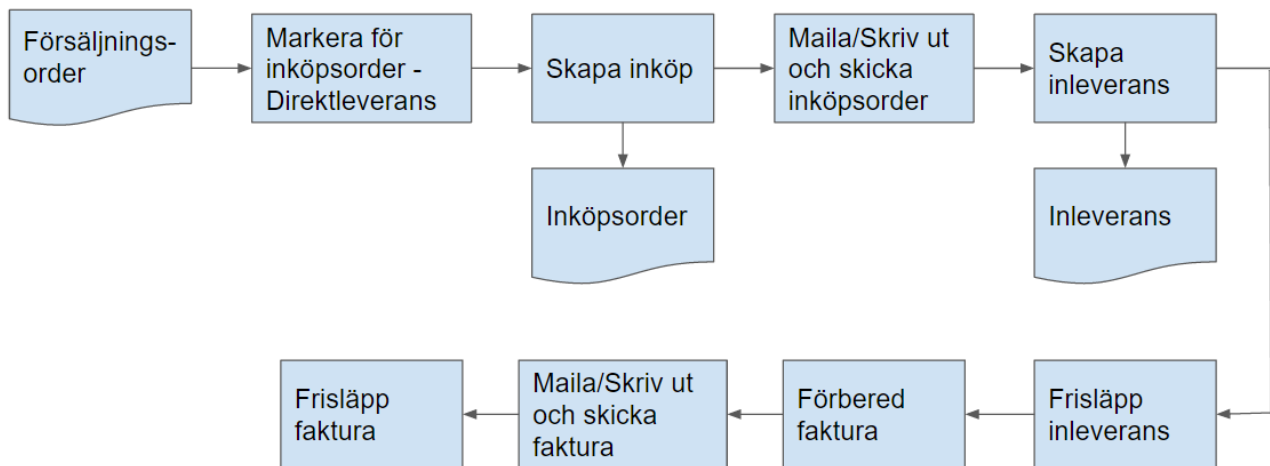 Försäljnings-
order
Markera för
inköpsorder -
Direktleverans
Skapa inköp
Maila/Skriv ut
och skicka
inköpsorder
Skapa
inleverans
Inköpsorder
Inleverans
Frisläpp
faktura
Maila/Skriv ut
och skicka
faktura
Förbered
faktura
Frisläpp
inleverans